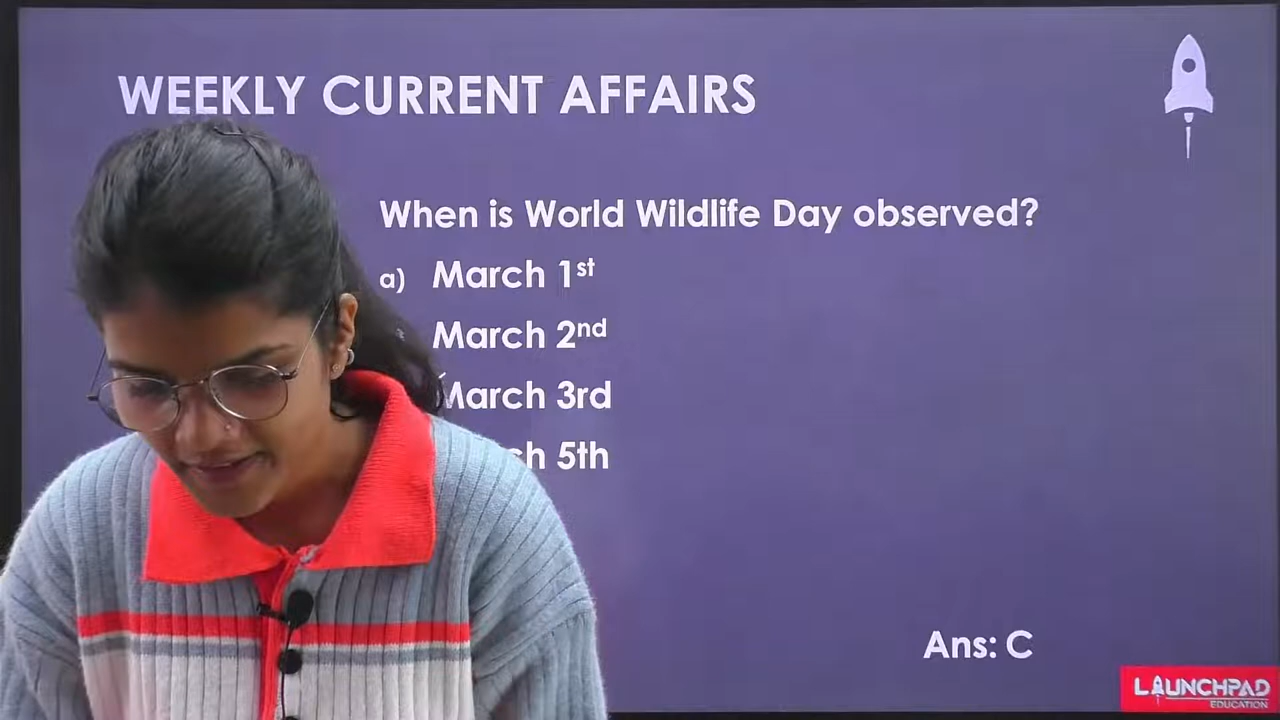 WEEKLY CURRENT AFFAIRS
When is World Wildlife Day observed?
a) March 1st
March 2nd
March 3rd
5th
Ans: C
LAUNCHPAD
EDUCATION